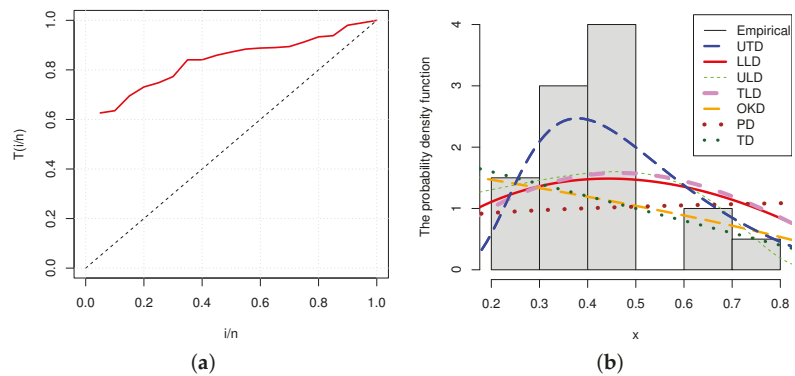 T(i/n)
1.0
0.8
0.6
0.4
0.2
0.0
0.0 0.2 0.4 0.6 0.8 1.0
i/n
(a)
The probability density function
4
3
2
1
0
0.2 0.3 0.4 0.5 0.6 0.7 0.8
x
Empirical
UTD
LLD
ULD
TLD
OKD
PD
TD
(b)